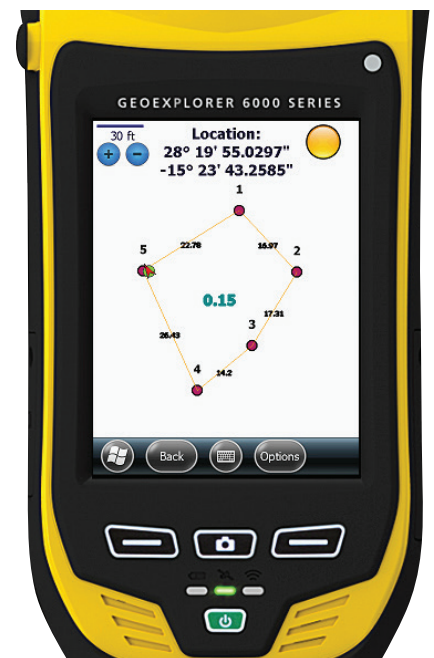 GEOEXPLORER 6000 SERIES
30 ft
Location:
28° 19' 55.0297"
-15° 23' 43.2585"
+ −
1
5
22.78
16.97
2
0.15
3
17.31
26.43
4
14.2
Back
Options